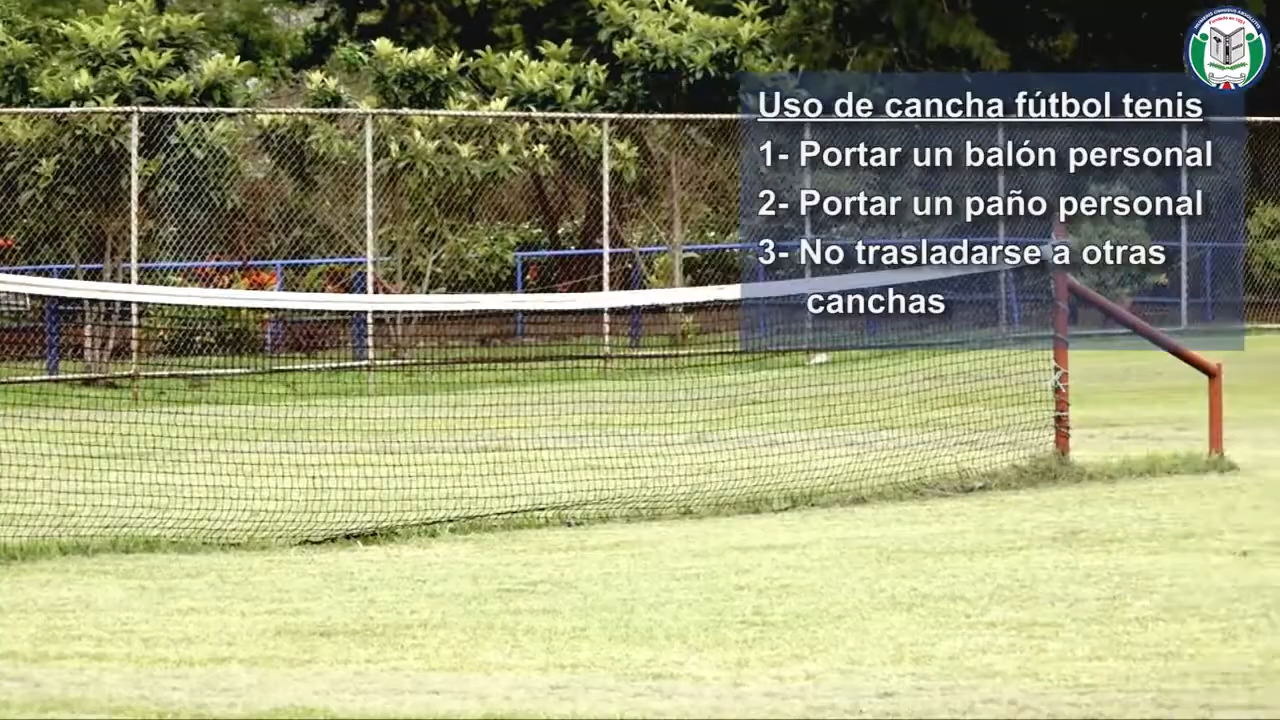 Uso de cancha fútbol tenis
1- Portar un balón personal
2- Portar un paño personal
3- No trasladarse a otras
canchas